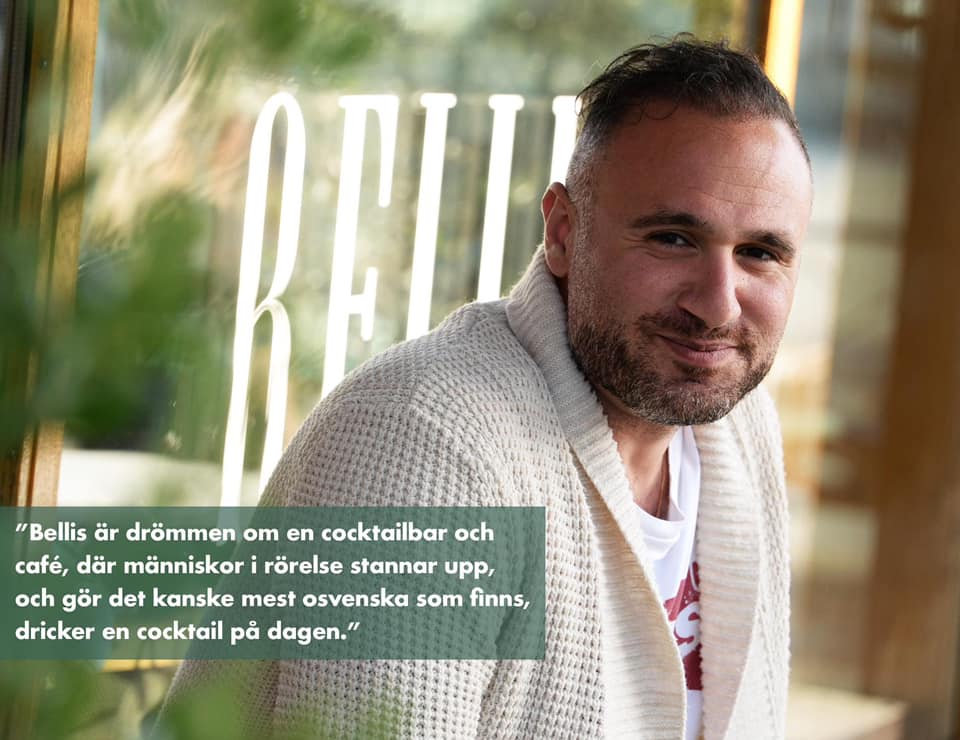 BELLI
”Bellis är drömmen om en cocktailbar och
café, där människor i rörelse stannar upp,
och gör det kanske mest osvenska som finns,
dricker en cocktail på dagen.”